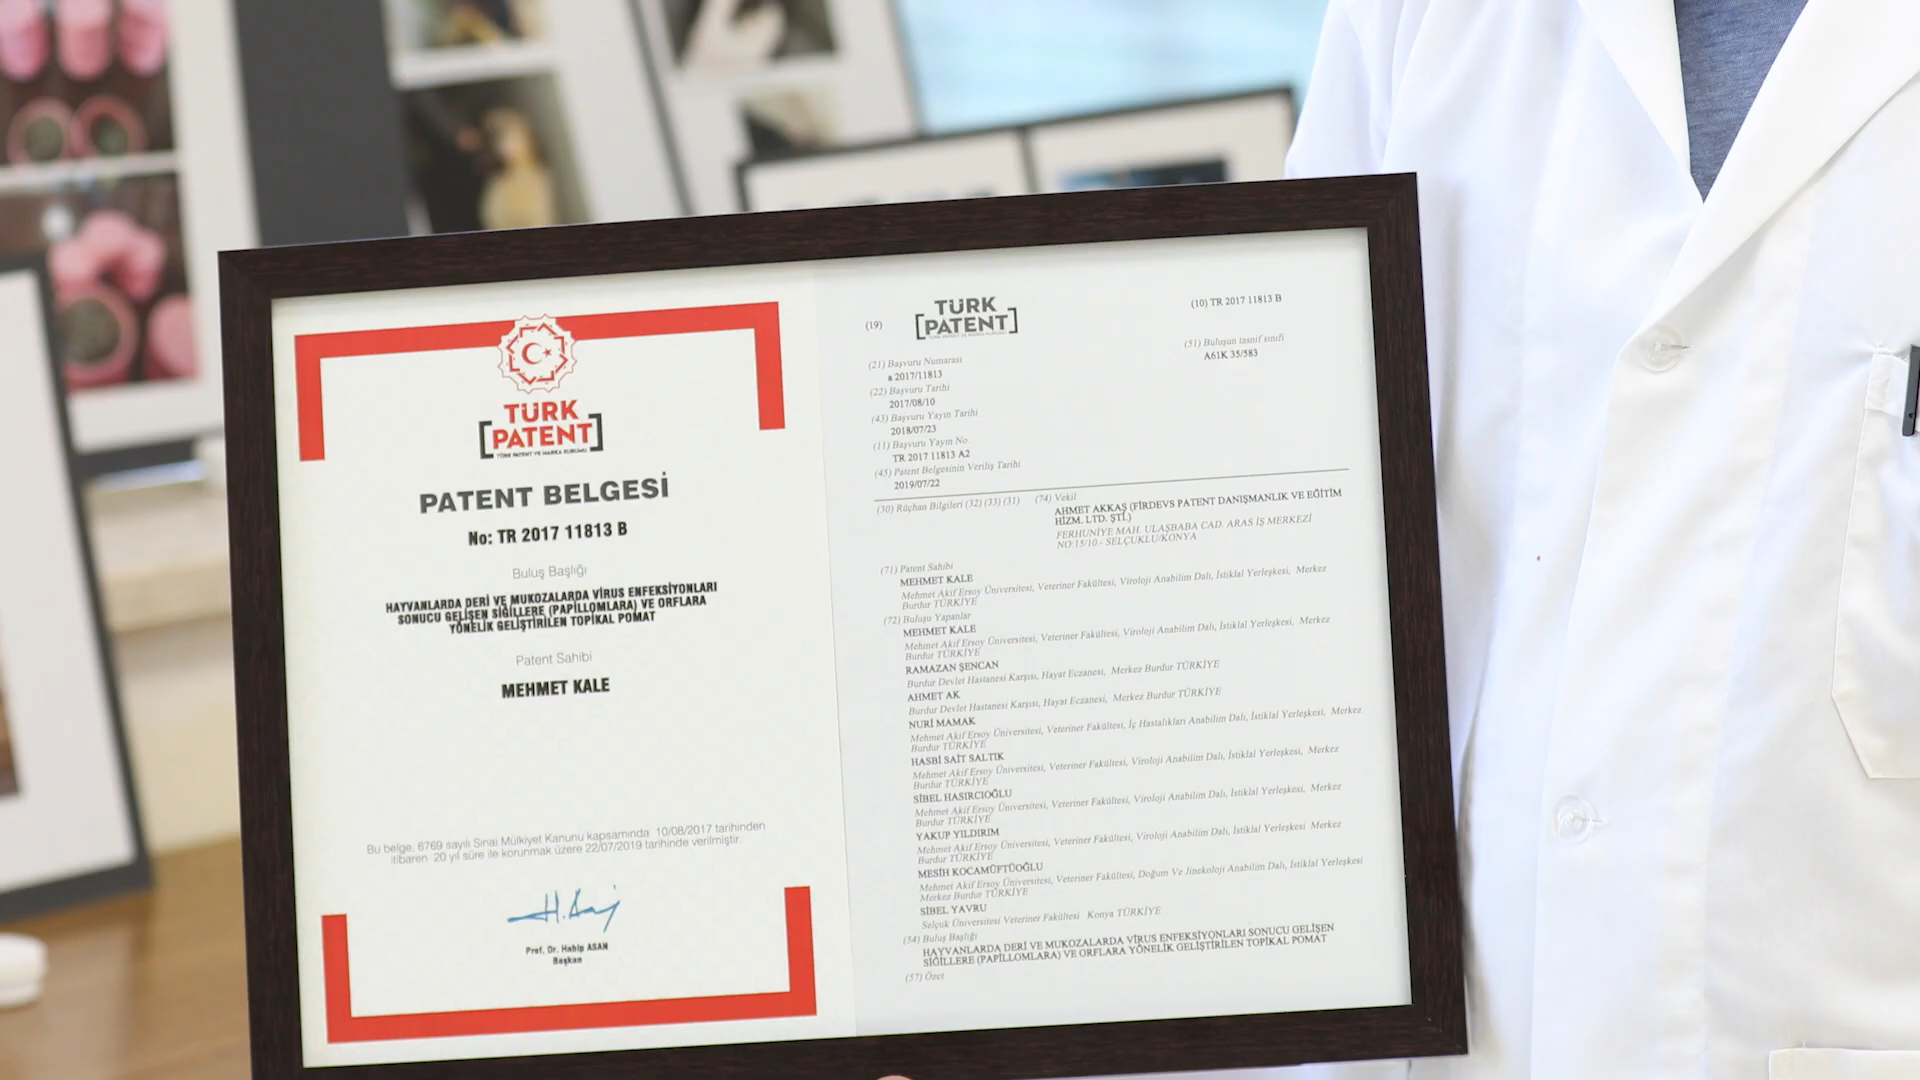 TÜRK
PATENT
TÜRK PATENT VE MARKA KURUMU
PATENT BELGESİ
No: TR 2017 11813 B
Buluş Başlığı
HAYVANLARDA DERİ VE MUKOZALARDA VİRUS ENFEKSİYONLARI
SONUCU GELİŞEN SİĞİLLERE (PAPİLLOMLARA) VE ORFLARA
YÖNELİK GELİŞTİRİLEN TOPİKAL POMAT
Patent Sahibi
MEHMET KALE
Bu belge, 6769 sayılı Sınai Mülkiyet Kanunu kapsamında 10/08/2017 tarihinden
itibaren 20 yıl süre ile korunmak üzere 22/07/2019 tarihinde verilmiştir.
Prof. Dr. Habip ASAN
Başkan
(19)
TÜRK
PATENT
TÜRK PATENT VE MARKA KURUMU
(10) TR 2017 11813 B
(51) Buluşun tasnif sınıfı
A61K 35/583
(21) Başvuru Numarası
a 2017/11813
(22) Başvuru Tarihi
2017/08/10
(43) Başvuru Yayın Tarihi
2018/07/23
(11) Başvuru Yayın No.
TR 2017 11813 A2
(45) Patent Belgesinin Veriliş Tarihi
2019/07/22
(30) Rüçhan Bilgileri (32) (33) (31)
(74) Vekil
AHMET AKKAŞ (FİRDEVS PATENT DANIŞMANLIK VE EĞİTİM
HİZM. LTD. ŞTİ.)
FERHUNİYE MAH. ULAŞBABA CAD. ARAS İŞ MERKEZİ
NO:15/10 - SELÇUKLU/KONYA
(71) Patent Sahibi
MEHMET KALE
Mehmet Akif Ersoy Üniversitesi, Veteriner Fakültesi, Viroloji Anabilim Dalı, İstiklal Yerleşkesi, Merkez
Burdur TÜRKİYE
(72) Buluşu Yapanlar
MEHMET KALE
Mehmet Akif Ersoy Üniversitesi, Veteriner Fakültesi, Viroloji Anabilim Dalı, İstiklal Yerleşkesi, Merkez
Burdur TÜRKİYE
RAMAZAN ŞENCAN
Burdur Devlet Hastanesi Karşısı, Hayat Eczanesi, Merkez Burdur TÜRKİYE
AHMET AK
Burdur Devlet Hastanesi Karşısı, Hayat Eczanesi, Merkez Burdur TÜRKİYE
NURİ MAMAK
Mehmet Akif Ersoy Üniversitesi, Veteriner Fakültesi, İç Hastalıkları Anabilim Dalı, İstiklal Yerleşkesi, Merkez
Burdur TÜRKİYE
HASBİ SAİT SALTIK
Mehmet Akif Ersoy Üniversitesi, Veteriner Fakültesi, Viroloji Anabilim Dalı, İstiklal Yerleşkesi, Merkez
Burdur TÜRKİYE
SİBEL HASIRCIOĞLU
Mehmet Akif Ersoy Üniversitesi, Veteriner Fakültesi, Viroloji Anabilim Dalı, İstiklal Yerleşkesi, Merkez
Burdur TÜRKİYE
YAKUP YILDIRIM
Mehmet Akif Ersoy Üniversitesi, Veteriner Fakültesi, Viroloji Anabilim Dalı, İstiklal Yerleşkesi Merkez
Burdur TÜRKİYE
MESİH KOCAMÜFTÜOĞLU
Mehmet Akif Ersoy Üniversitesi, Veteriner Fakültesi, Doğum Ve Jinekoloji Anabilim Dalı, İstiklal Yerleşkesi
Merkez Burdur TÜRKİYE
SİBEL YAVRU
Selçuk Üniversitesi Veteriner Fakültesi Konya TÜRKİYE
(54) Buluş Başlığı
HAYVANLARDA DERİ VE MUKOZALARDA VİRUS ENFEKSİYONLARI SONUCU GELİŞEN
SİĞİLLERE (PAPİLLOMLARA) VE ORFLARA YÖNELİK GELİŞTİRİLEN TOPİKAL POMAT
(57) Özet